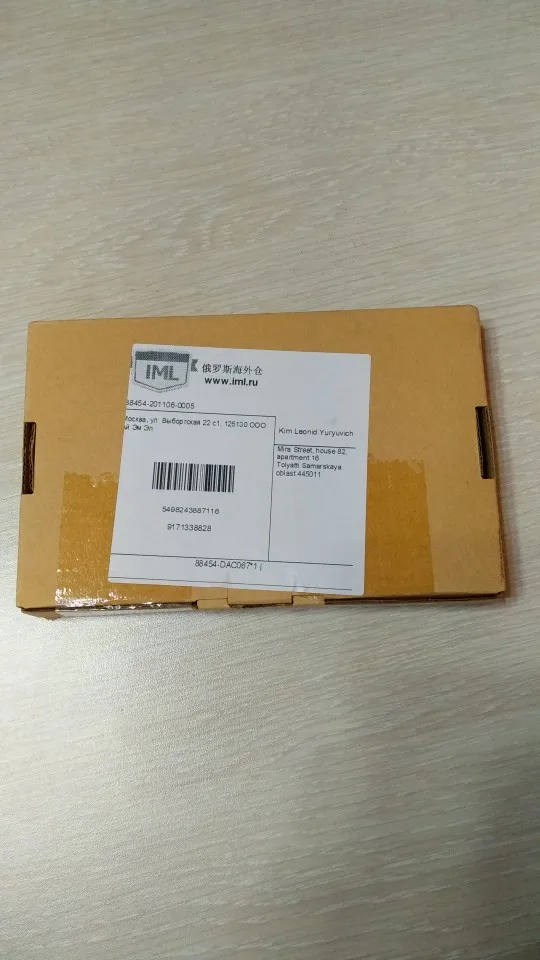 IML
俄罗斯海外仓
www.iml.ru
88454-201106-0005
Москва, ул. Выборгская 22 с1, 125130 ООО
й Эм Эл
Kim Leonid Yuryuvich
Mira Street, house 82,
apartment 16
Tolyatti Samarskaya
oblast 445011
5498243887116
9171338828
88454-DAC067*1 |